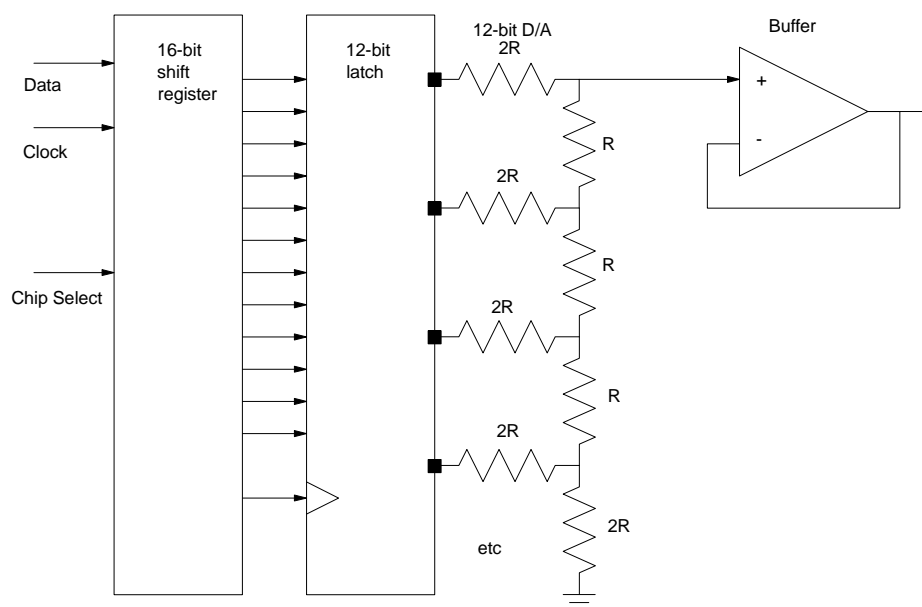 12-bit D/A
2R
Buffer
16-bit
shift
register
12-bit
latch
Data
+
R
-
Clock
2R
R
Chip Select
2R
R
2R
2R
etc